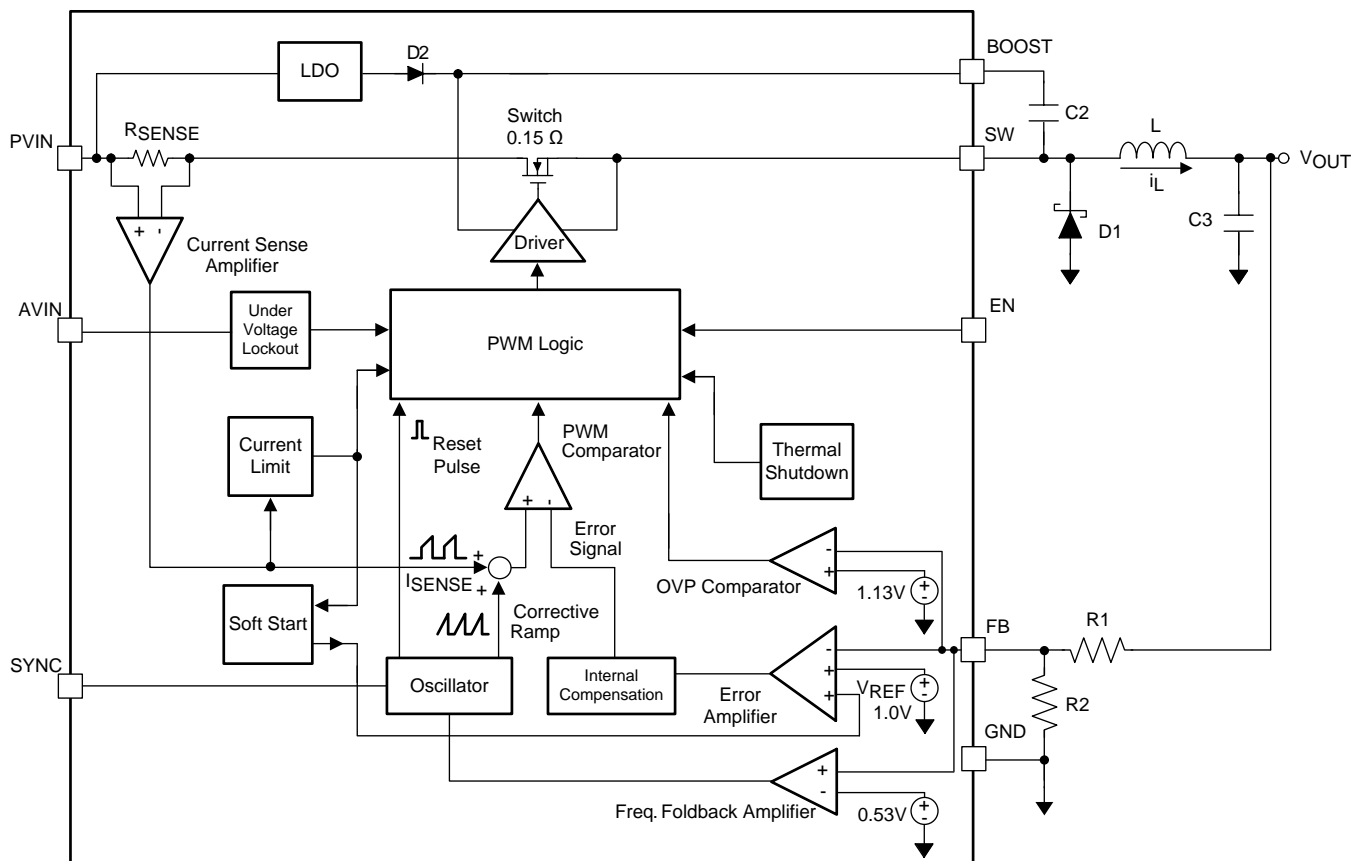 BOOST
D2
LDO
C2
Switch
0.15 Ω
RSENSE
PVIN
SW
L
VOUT
iL
+ -
Current Sense
Amplifier
Driver
D1
C3
AVIN
Under
Voltage
Lockout
EN
PWM Logic
Current
Limit
Reset
Pulse
PWM
Comparator
Thermal
Shutdown
+ -
Error
Signal
+
ISENSE
+
-
+
OVP Comparator
1.13V
+
-
Soft Start
Corrective
Ramp
FB
R1
SYNC
Oscillator
Internal
Compensation
-
+
+
Error
Amplifier
VREF
1.0V
+
-
R2
GND
+
-
Freq. Foldback Amplifier
0.53V
+
-